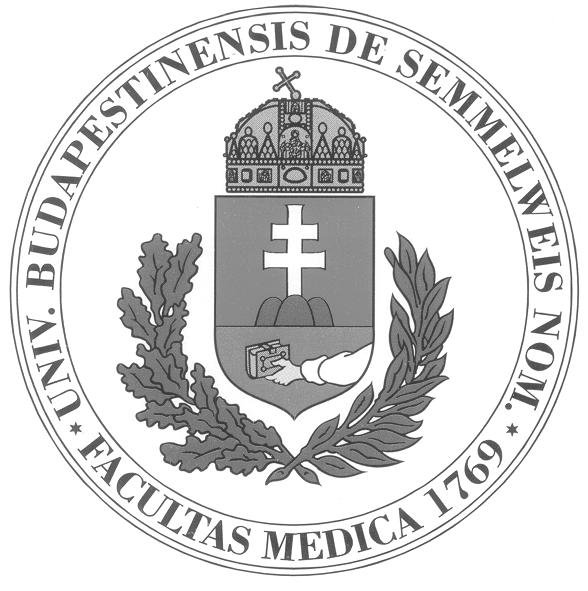 UNIV. BUDAPESTINENSIS DE SEMMELWEIS NOM.
* FACULTAS MEDICA 1769 *